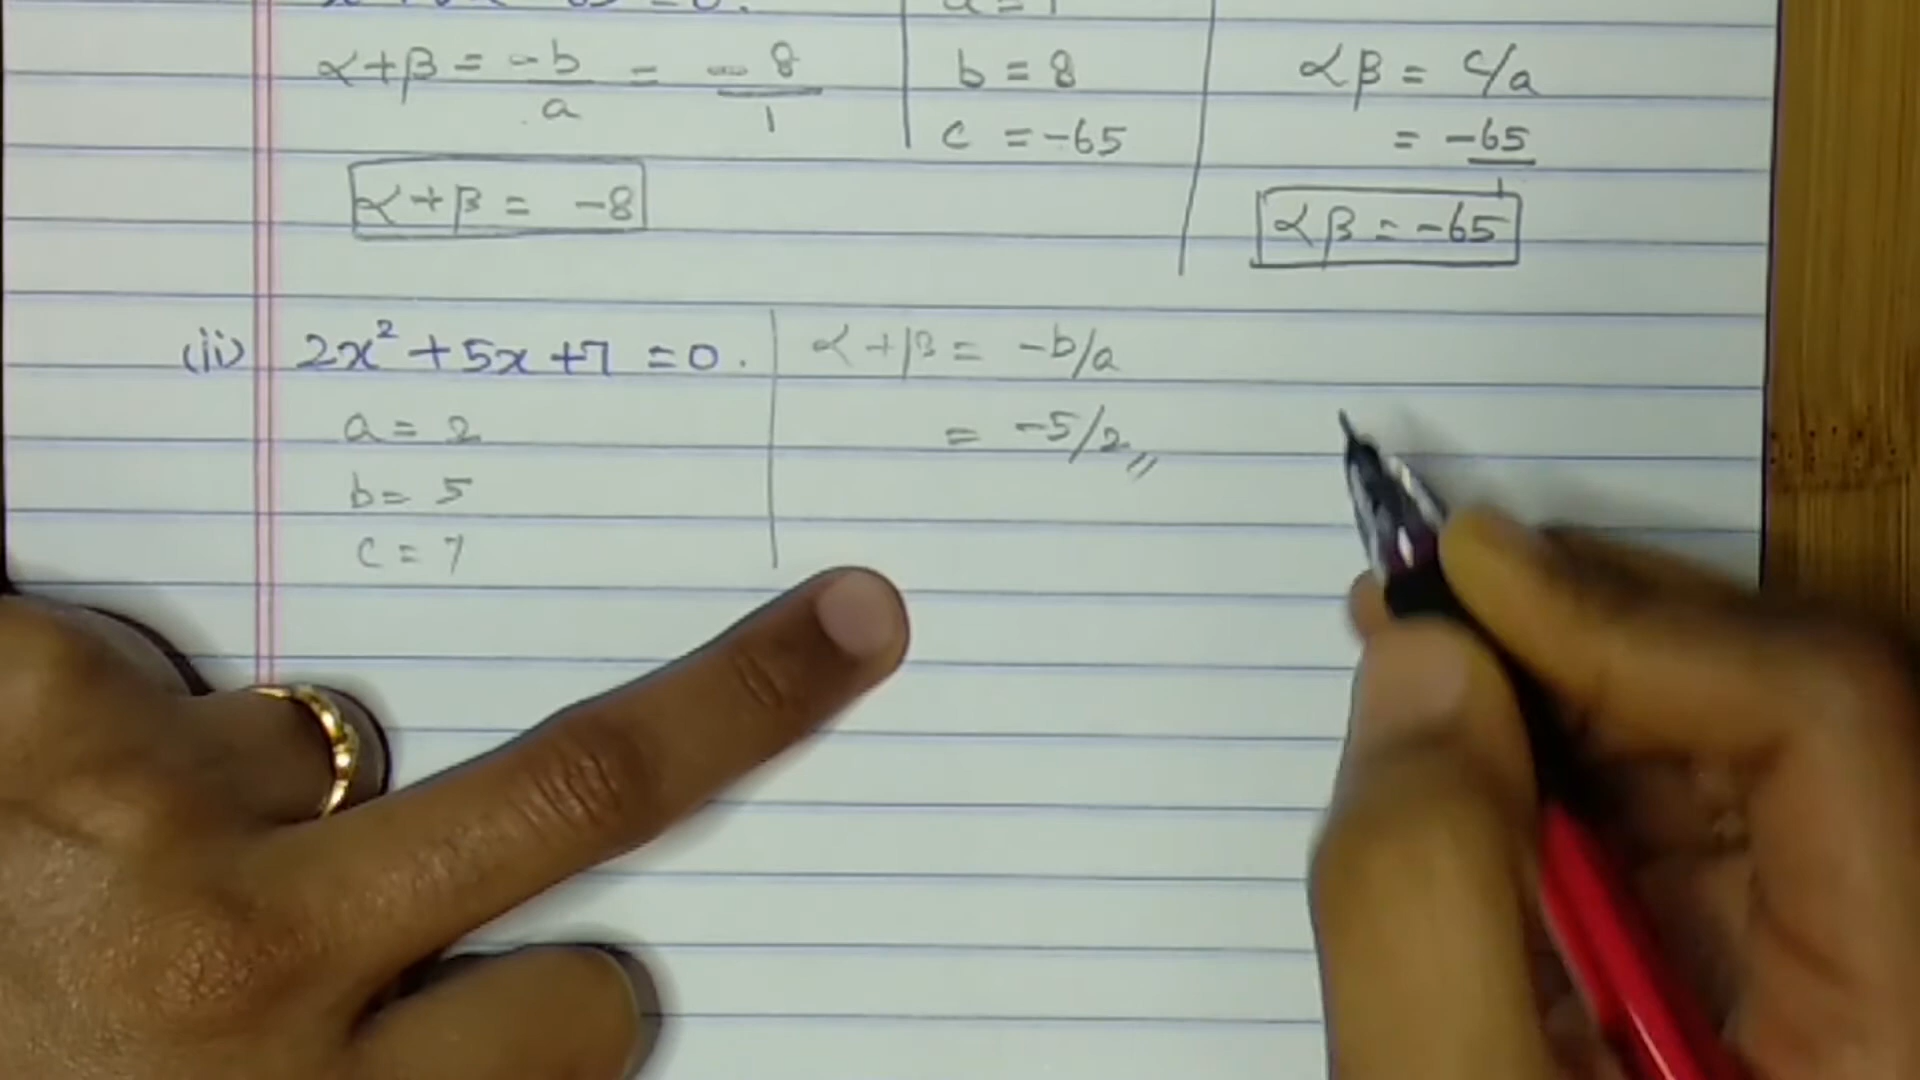 α+β = -b/a = -8/1
α+β = -8
b = 8
c = -65
αβ = c/a
= -65/1
αβ = -65
(ii) 2x² + 5x + 7 = 0.
a = 2
b = 5
c = 7
α+β = -b/a
= -5/2,,